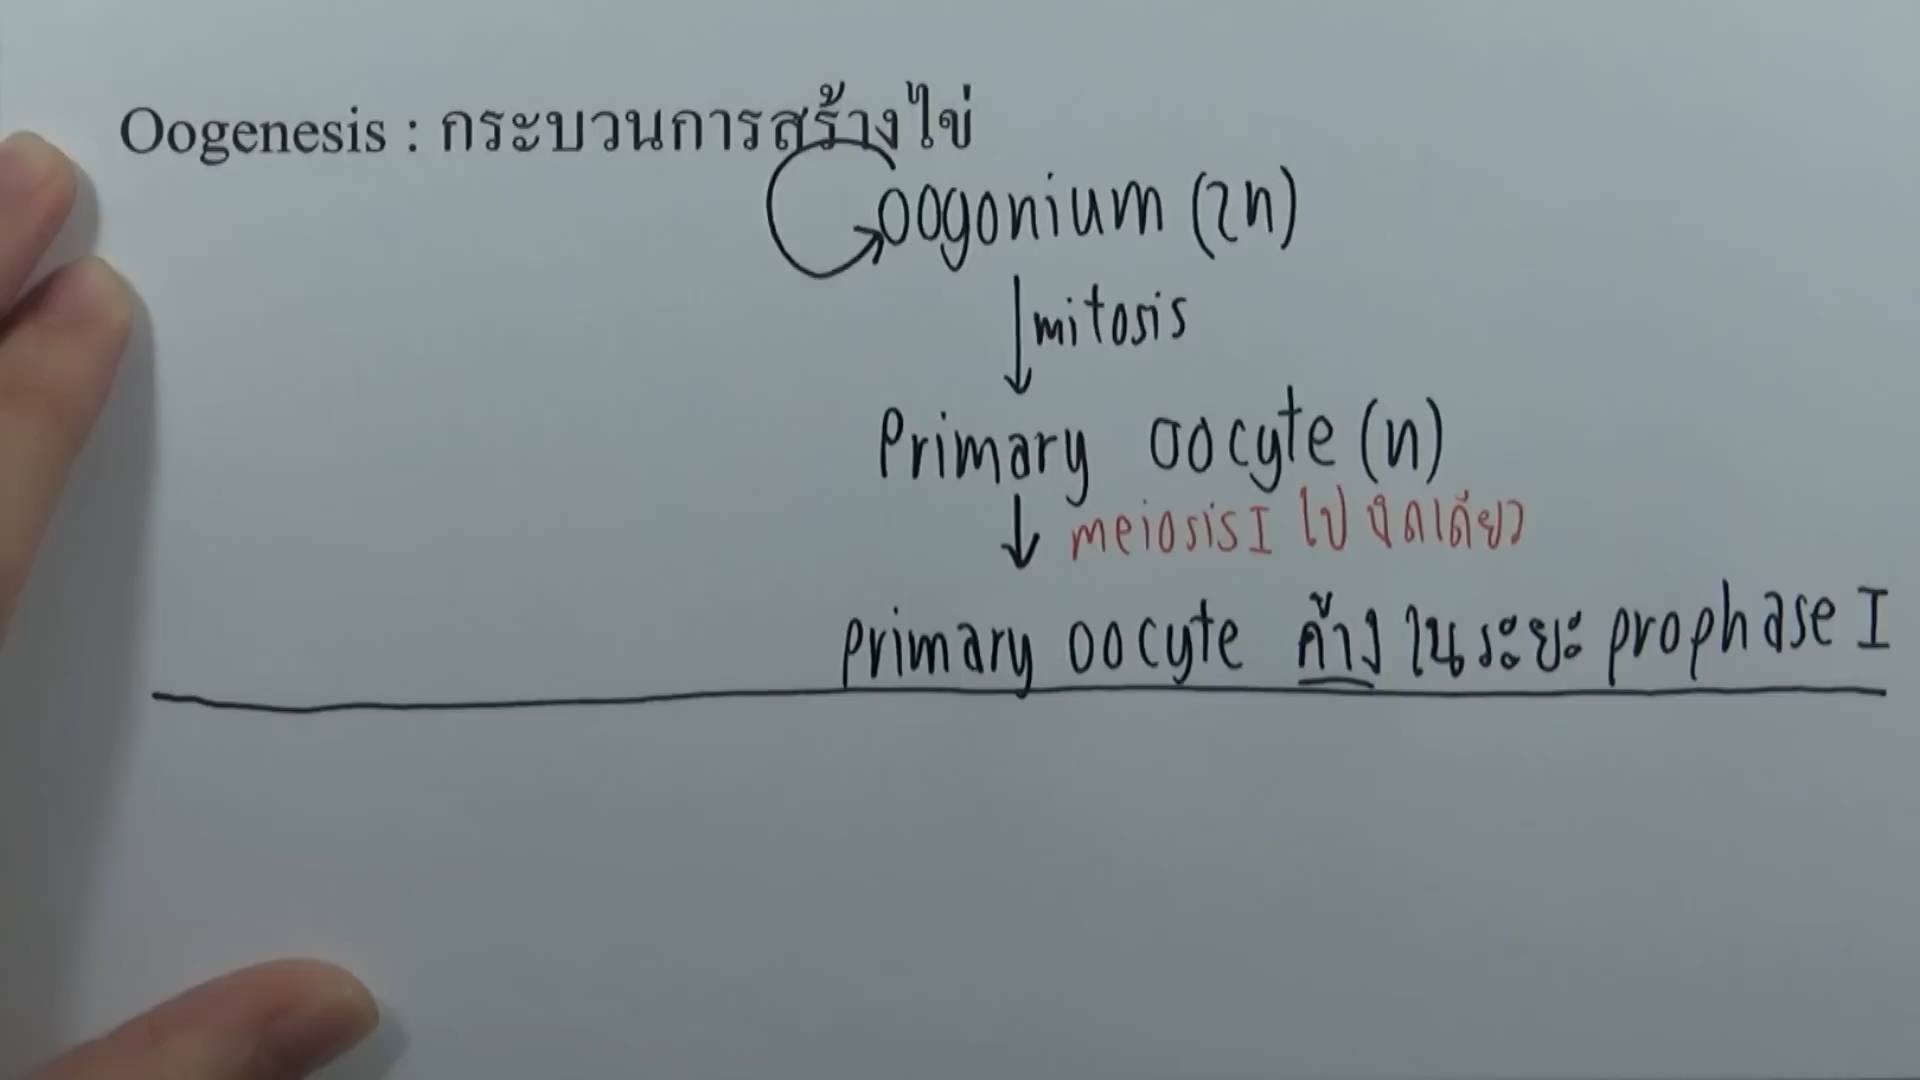 Oogenesis : กระบวนการสร้างไข่
oogonium (2n)
mitosis
Primary oocyte (n)
meiosis I ไป นิดเดียว
primary oocyte ค้าง ในระยะ prophase I